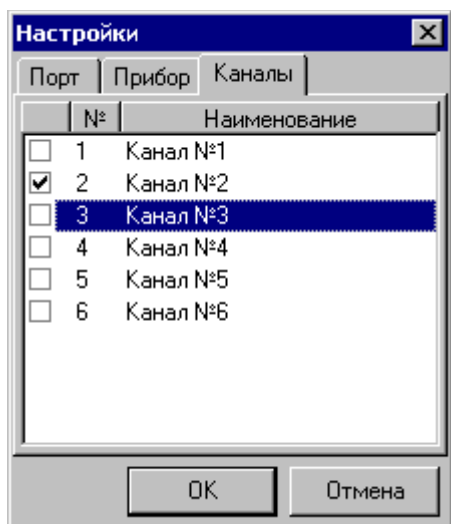 Настройки
Порт Прибор Каналы
№ Наименование
1 Канал №1
2 Канал №2
3 Канал №3
4 Канал №4
5 Канал №5
6 Канал №6
OK Отмена